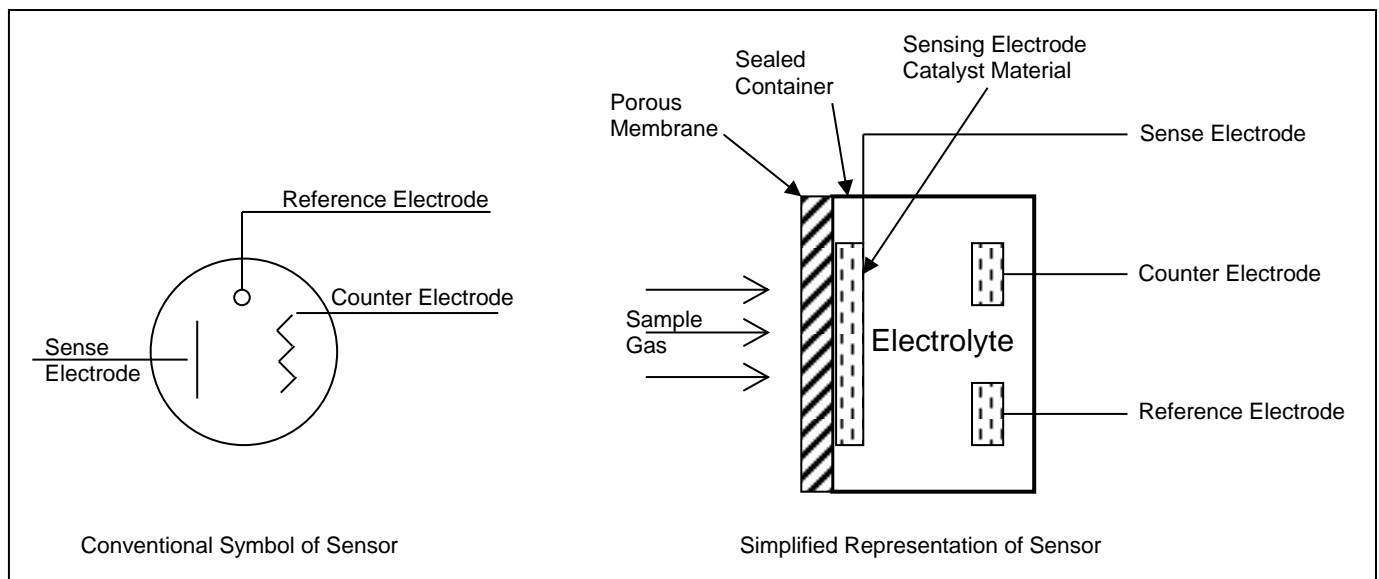 Reference Electrode
Counter Electrode
Sense
Electrode
Conventional Symbol of Sensor
Sensing Electrode
Catalyst Material
Sealed
Container
Porous
Membrane
Sense Electrode
Sample
Gas
Electrolyte
Counter Electrode
Reference Electrode
Simplified Representation of Sensor